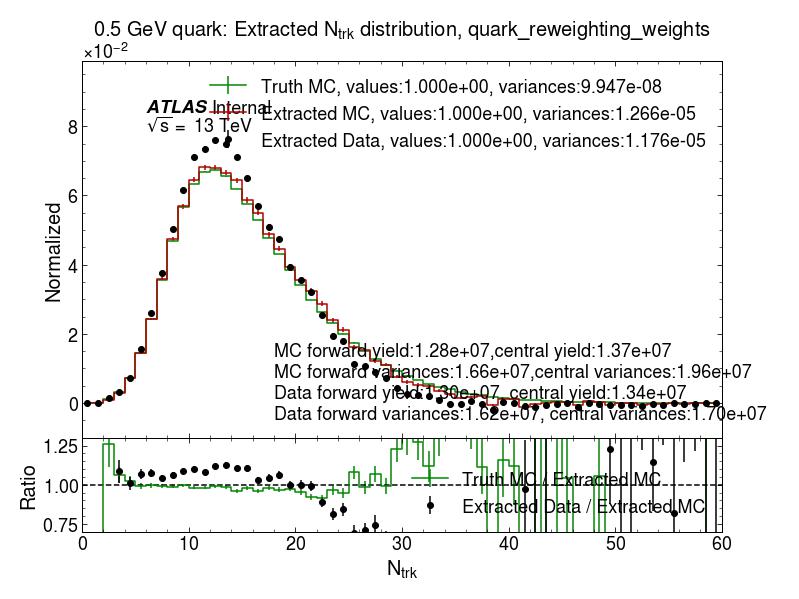 0.5 GeV quark: Extracted Ntrk distribution, quark_reweighting_weights
×10−2
Truth MC, values:1.000e+00, variances:9.947e-08
ATLAS Internal
Extracted MC, values:1.000e+00, variances:1.266e-05
√s = 13 TeV
Extracted Data, values:1.000e+00, variances:1.176e-05
8
6
4
2
0
Normalized
MC forward yield:1.28e+07,central yield:1.37e+07
MC forward variances:1.66e+07,central variances:1.96e+07
Data forward yield:1.30e+07, central yield:1.34e+07
Data forward variances:1.62e+07, central variances:1.70e+07
1.25
1.00
0.75
Ratio
Truth MC / Extracted MC
Extracted Data / Extracted MC
0 10 20 30 40 50 60
Ntrk